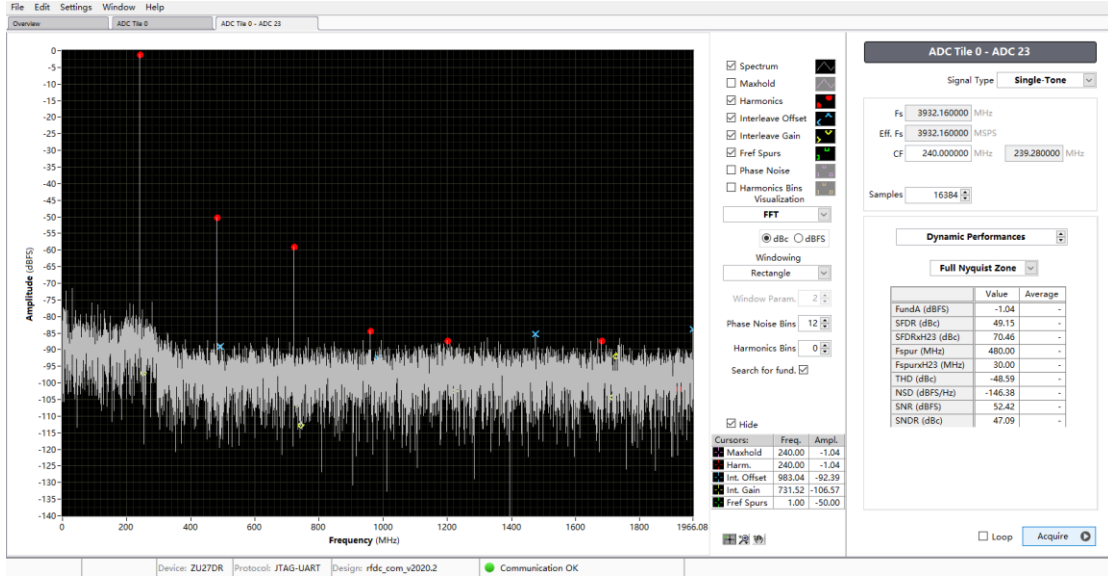 File Edit Settings Window Help
Overview ADC Tile 0 ADC Tile 0 - ADC 23
0
-5
-10
-15
-20
-25
-30
-35
-40
-45
-50
-55
-60
-65
-70
-75
-80
-85
-90
-95
-100
-105
-110
-115
-120
-125
-130
-135
-140
Amplitude (dBFS)
0 200 400 600 800 1000 1200 1400 1600 1800 1966.08
Frequency (MHz)
Spectrum
Maxhold
Harmonics
Interleave Offset
Interleave Gain
Fref Spurs
Phase Noise
Harmonics Bins
Visualization
FFT
dBc dBFS
Windowing
Rectangle
Window Param. 2
Phase Noise Bins 12
Harmonics Bins 0
Search for fund.
Hide
Cursors: Freq. Ampl.
Maxhold 240.00 -1.04
Harm. 240.00 -1.04
Int. Offset 983.04 -92.39
Int. Gain 731.52 -106.57
Fref Spurs 1.00 -50.00
ADC Tile 0 - ADC 23
Signal Type Single-Tone
Fs 3932.160000 MHz
Eff. Fs 3932.160000 MSPS
CF 240.000000 MHz 239.280000 MHz
Samples 16384
Dynamic Performances
Full Nyquist Zone
Value Average
FundA (dBFS) -1.04 -
SFDR (dBc) 49.15 -
SFDRxH23 (dBc) 70.46 -
Fspur (MHz) 480.00 -
FspurxH23 (MHz) 30.00 -
THD (dBc) -48.59 -
NSD (dBFS/Hz) -146.38 -
SNR (dBFS) 52.42 -
SNDR (dBc) 47.09 -
Loop Acquire
Device: ZU27DR Protocol: JTAG-UART Design: rfdc_com_v2020.2 Communication OK